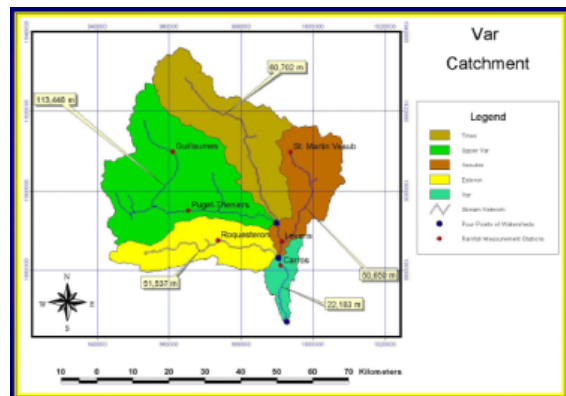 Var
Catchment
Legend
Tinee
Upper Var
Vesubie
Esteron
Var
Stream Network
Pour Points of Watersheds
Rainfall Measurement Stations
60,702 m
113,446 m
Guillaumes
St. Martin Vesub
Puget-Theniers
Roquesteron
Levens
Carros
50,650 m
51,537 m
22,183 m
N
W
E
S
10 0 10 20 30 40 50 60 70 Kilometers